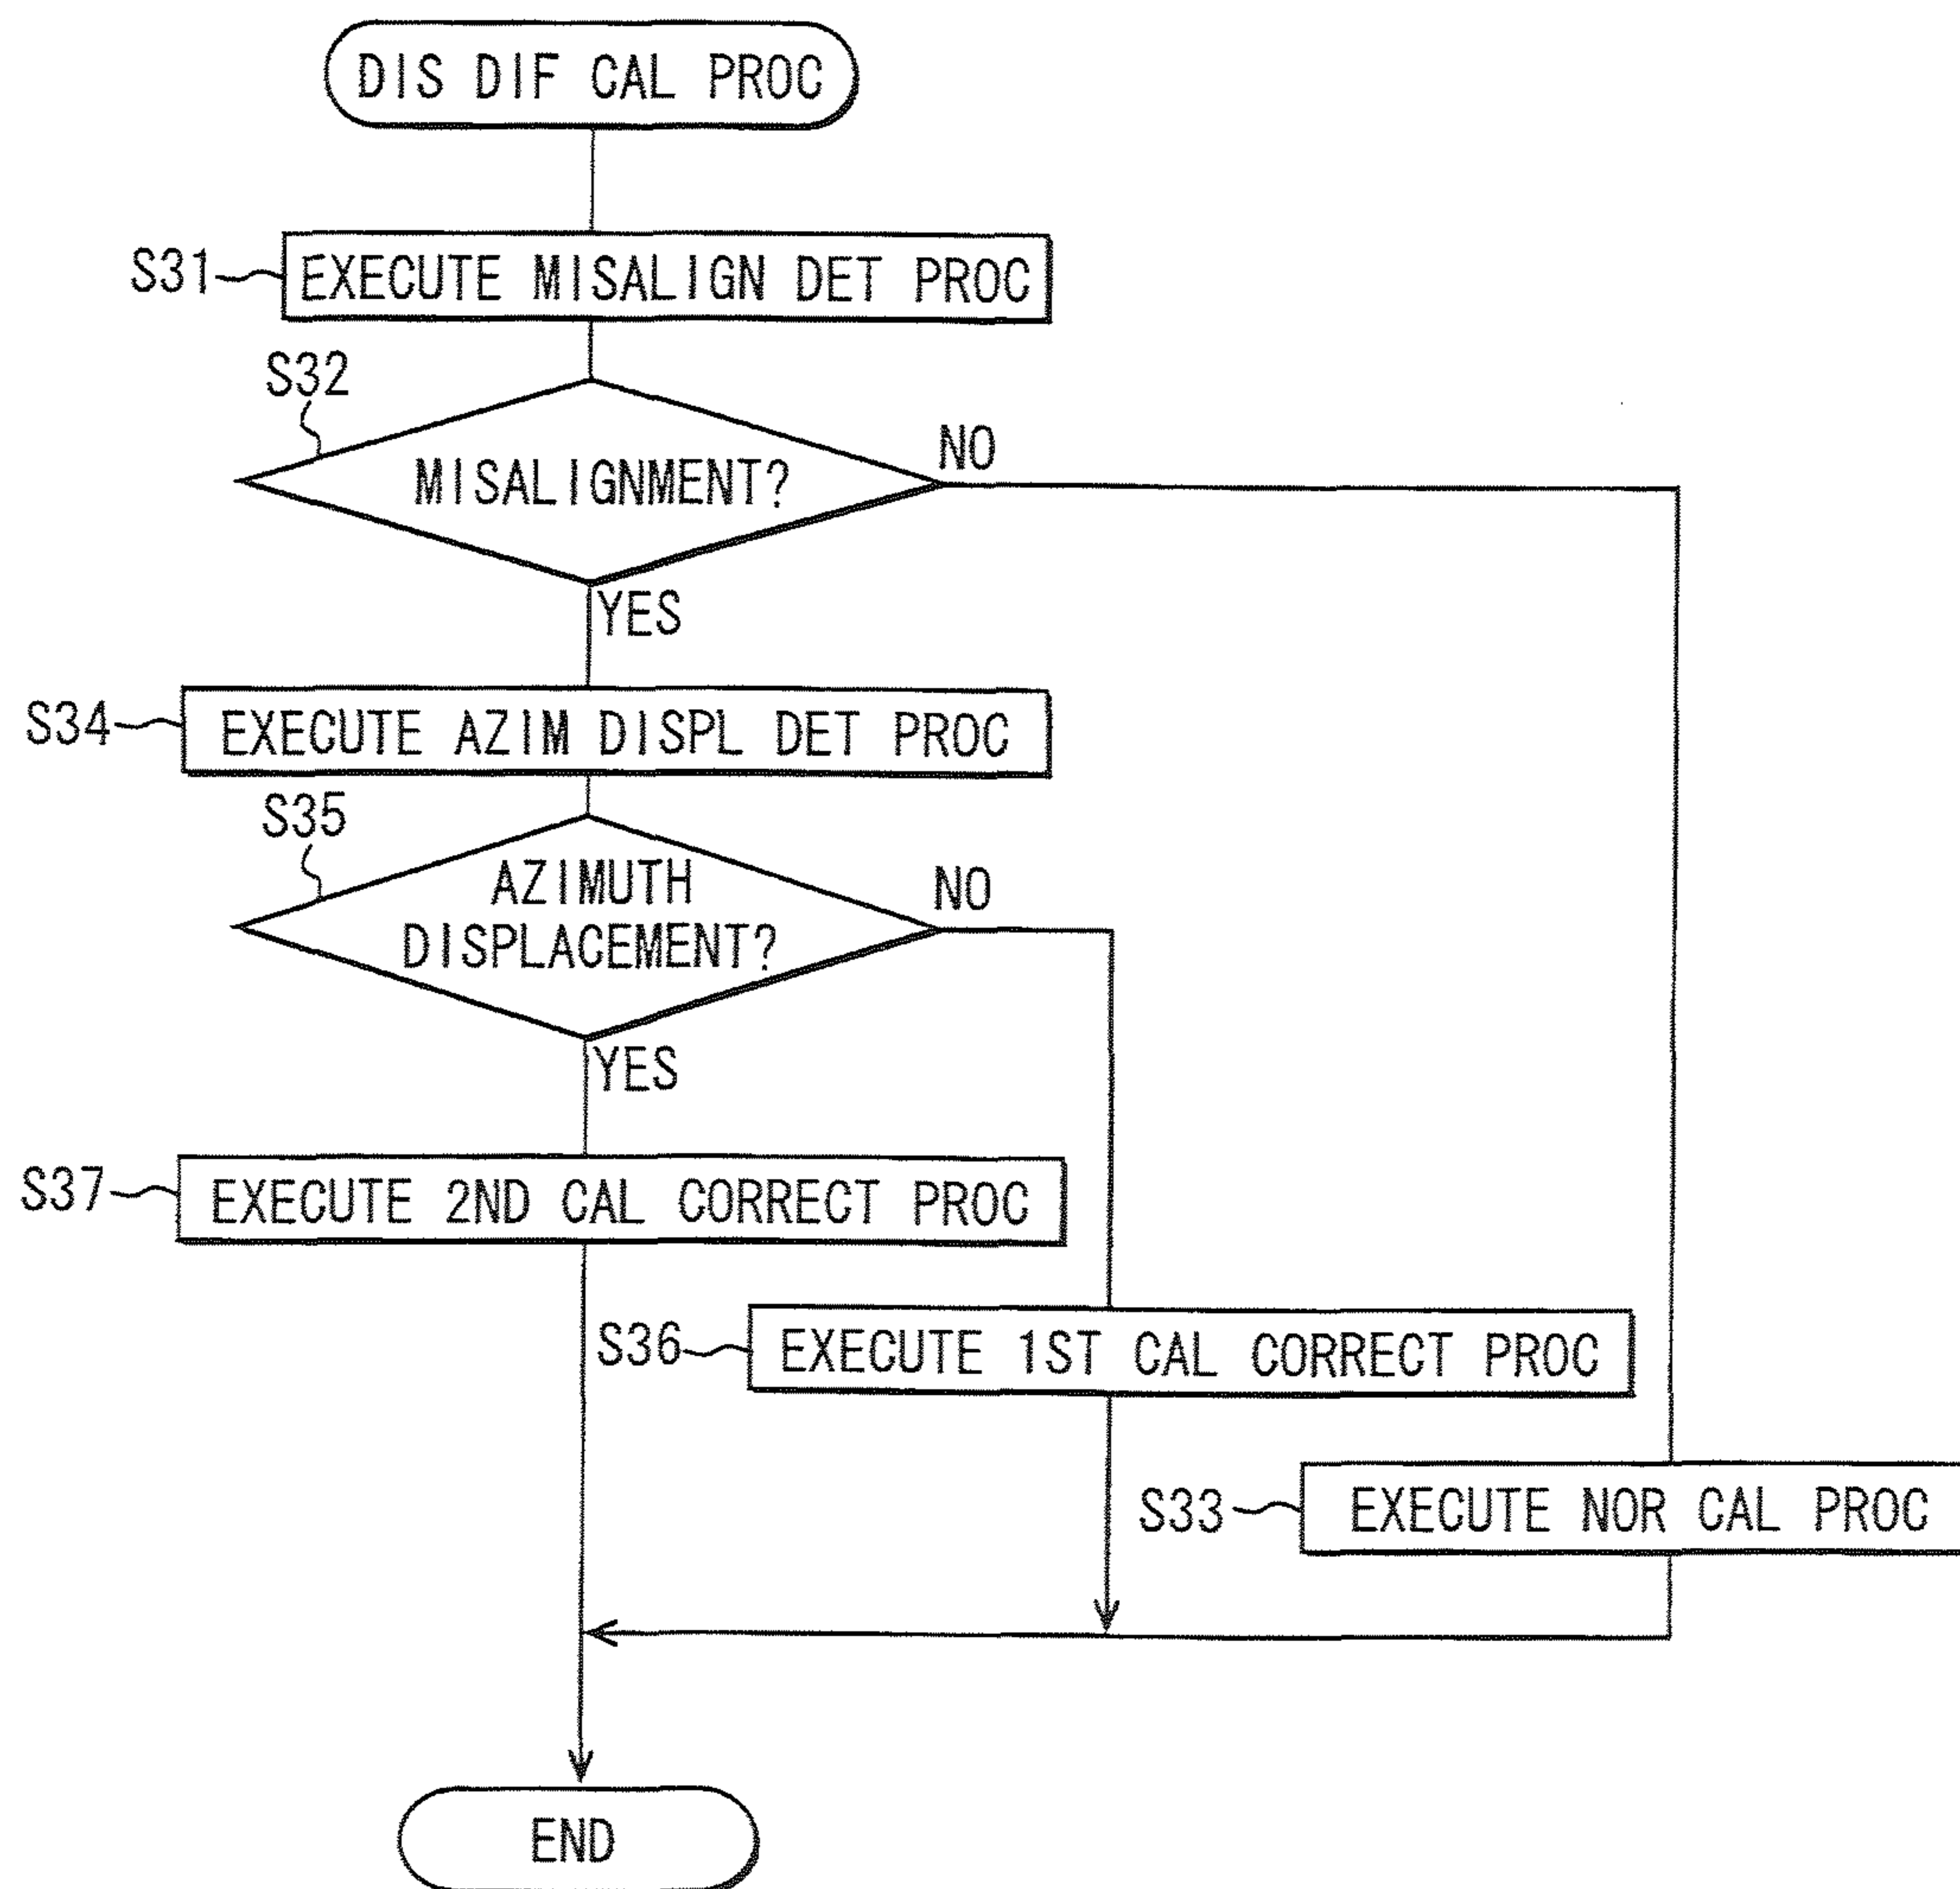 DIS DIF CAL PROC
S31
EXECUTE MISALIGN DET PROC
S32
MISALIGNMENT?
NO
YES
S34
EXECUTE AZIM DISPL DET PROC
S35
AZIMUTH
DISPLACEMENT?
NO
YES
S37
EXECUTE 2ND CAL CORRECT PROC
S36
EXECUTE 1ST CAL CORRECT PROC
S33
EXECUTE NOR CAL PROC
END